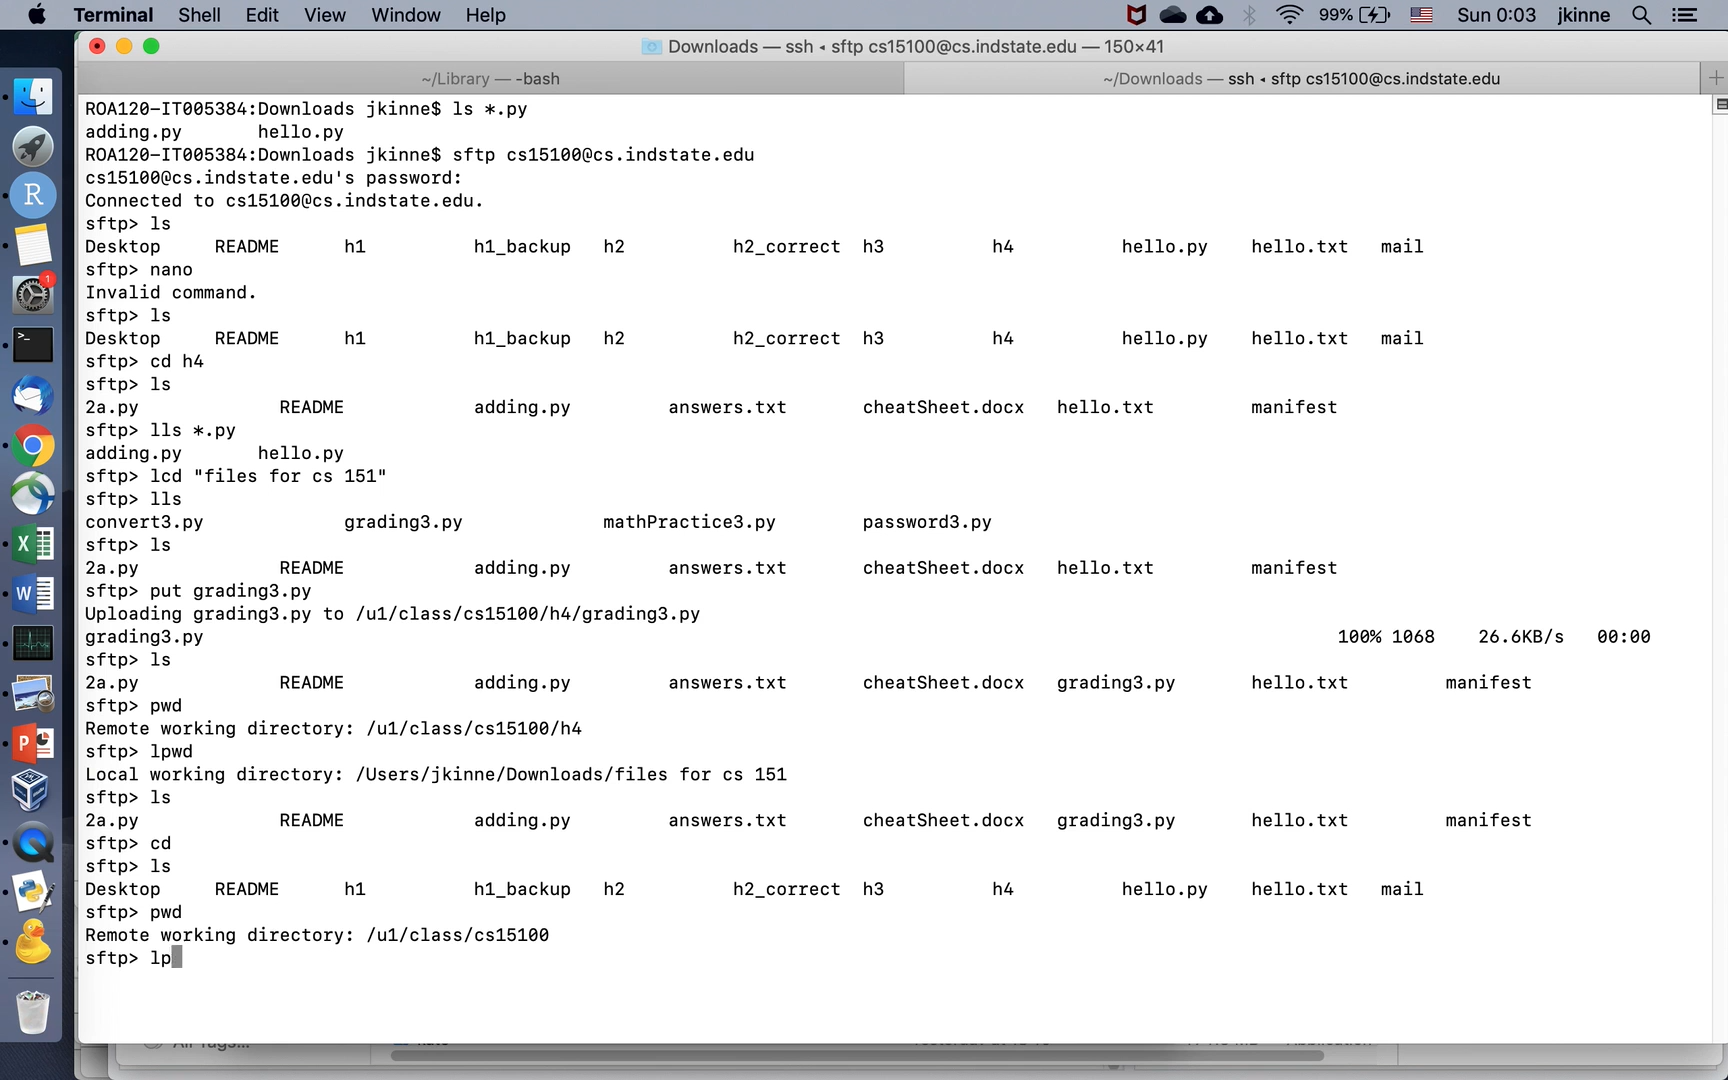 Terminal Shell Edit View Window Help 99% Sun 0:03 jkinne
Downloads — ssh ◂ sftp cs15100@cs.indstate.edu — 150×41
~/Library — -bash ~/Downloads — ssh ◂ sftp cs15100@cs.indstate.edu
ROA120-IT005384:Downloads jkinne$ ls *.py
adding.py hello.py
ROA120-IT005384:Downloads jkinne$ sftp cs15100@cs.indstate.edu
cs15100@cs.indstate.edu's password:
Connected to cs15100@cs.indstate.edu.
sftp> ls
Desktop README h1 h1_backup h2 h2_correct h3 h4 hello.py hello.txt mail
sftp> nano
Invalid command.
sftp> ls
Desktop README h1 h1_backup h2 h2_correct h3 h4 hello.py hello.txt mail
sftp> cd h4
sftp> ls
2a.py README adding.py answers.txt cheatSheet.docx hello.txt manifest
sftp> lls *.py
adding.py hello.py
sftp> lcd "files for cs 151"
sftp> lls
convert3.py grading3.py mathPractice3.py password3.py
sftp> ls
2a.py README adding.py answers.txt cheatSheet.docx hello.txt manifest
sftp> put grading3.py
Uploading grading3.py to /u1/class/cs15100/h4/grading3.py
grading3.py 100% 1068 26.6KB/s 00:00
sftp> ls
2a.py README adding.py answers.txt cheatSheet.docx grading3.py hello.txt manifest
sftp> pwd
Remote working directory: /u1/class/cs15100/h4
sftp> lpwd
Local working directory: /Users/jkinne/Downloads/files for cs 151
sftp> ls
2a.py README adding.py answers.txt cheatSheet.docx grading3.py hello.txt manifest
sftp> cd
sftp> ls
Desktop README h1 h1_backup h2 h2_correct h3 h4 hello.py hello.txt mail
sftp> pwd
Remote working directory: /u1/class/cs15100
sftp> lp